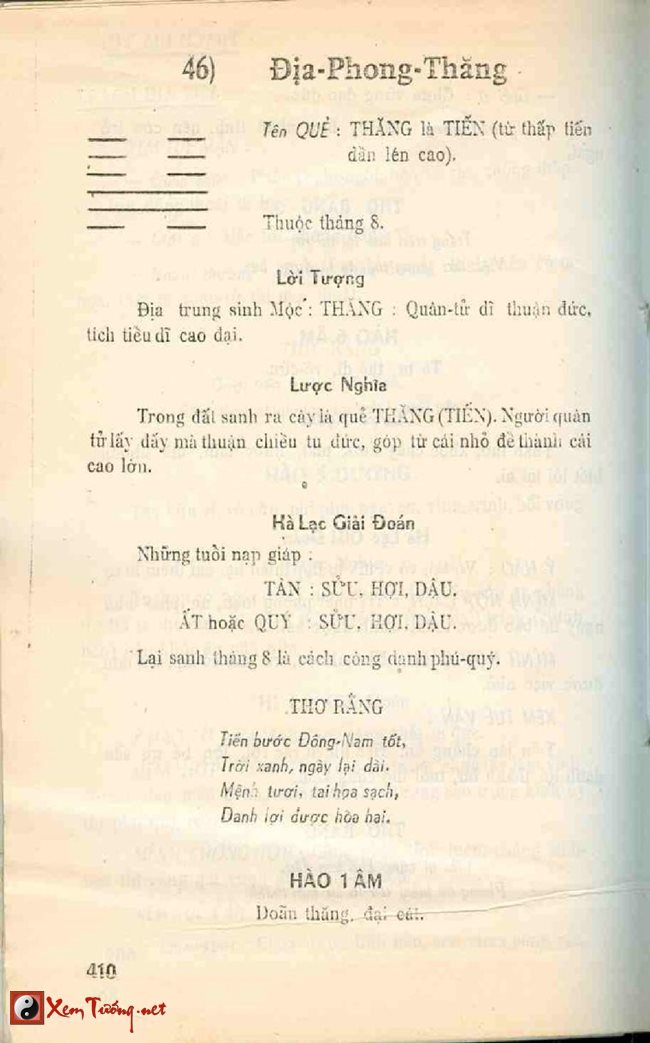 46) Địa-Phong-Thăng
Tên QUẺ : THĂNG là TIẾN (từ thấp tiến
dần lên cao).
Thuộc tháng 8.
Lời Tượng
Địa trung sinh Mộc : THĂNG : Quân-tử dĩ thuận đức,
tích tiểu dĩ cao đại.
Lược Nghĩa
Trong đất sanh ra cây là quẻ THĂNG (TIẾN). Người quân
tử lấy đấy mà thuận chiều tu đức, góp từ cái nhỏ để thành cái
cao lớn.
Hà Lạc Giải Đoán
Những tuổi nạp giáp :
TÂN : SỬU, HỢI, DẬU.
ẤT hoặc QUÝ : SỬU, HỢI, DẬU.
Lại sanh tháng 8 là cách công danh phú-quý.
THƠ RẰNG
Tiến bước Đông-Nam tốt,
Trời xanh, ngày lại dài.
Mệnh tươi, tai họa sạch,
Danh lợi được hòa hai.
HÀO 1 ÂM
Doãn thăng, đại cát.
410
XemTướng.net